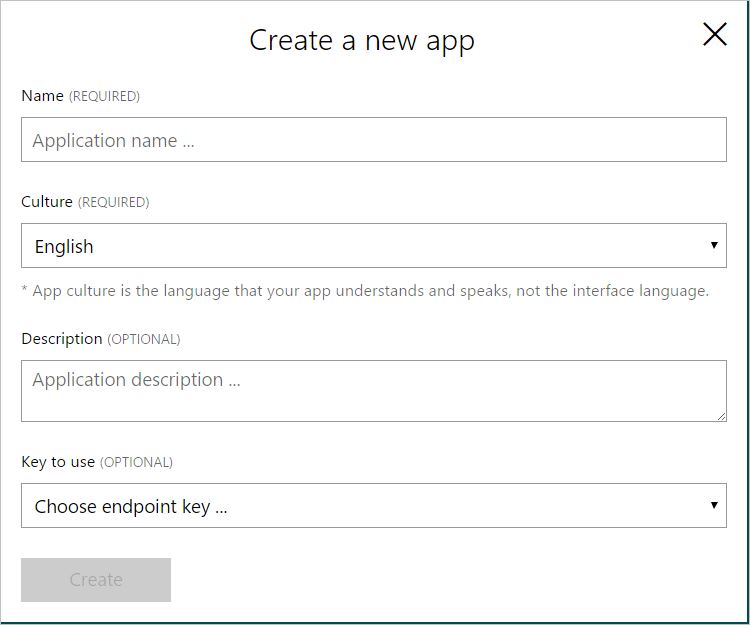 Create a new app
Name (REQUIRED)
Application name ...
Culture (REQUIRED)
English
* App culture is the language that your app understands and speaks, not the interface language.
Description (OPTIONAL)
Application description ...
Key to use (OPTIONAL)
Choose endpoint key ...
Create